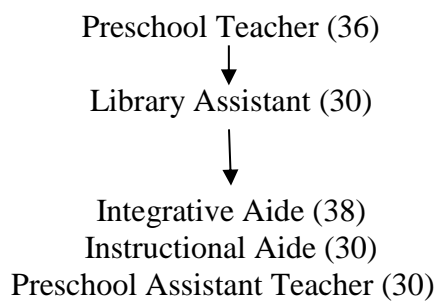 Preschool Teacher (36)
Library Assistant (30)
Integrative Aide (38)
Instructional Aide (30)
Preschool Assistant Teacher (30)